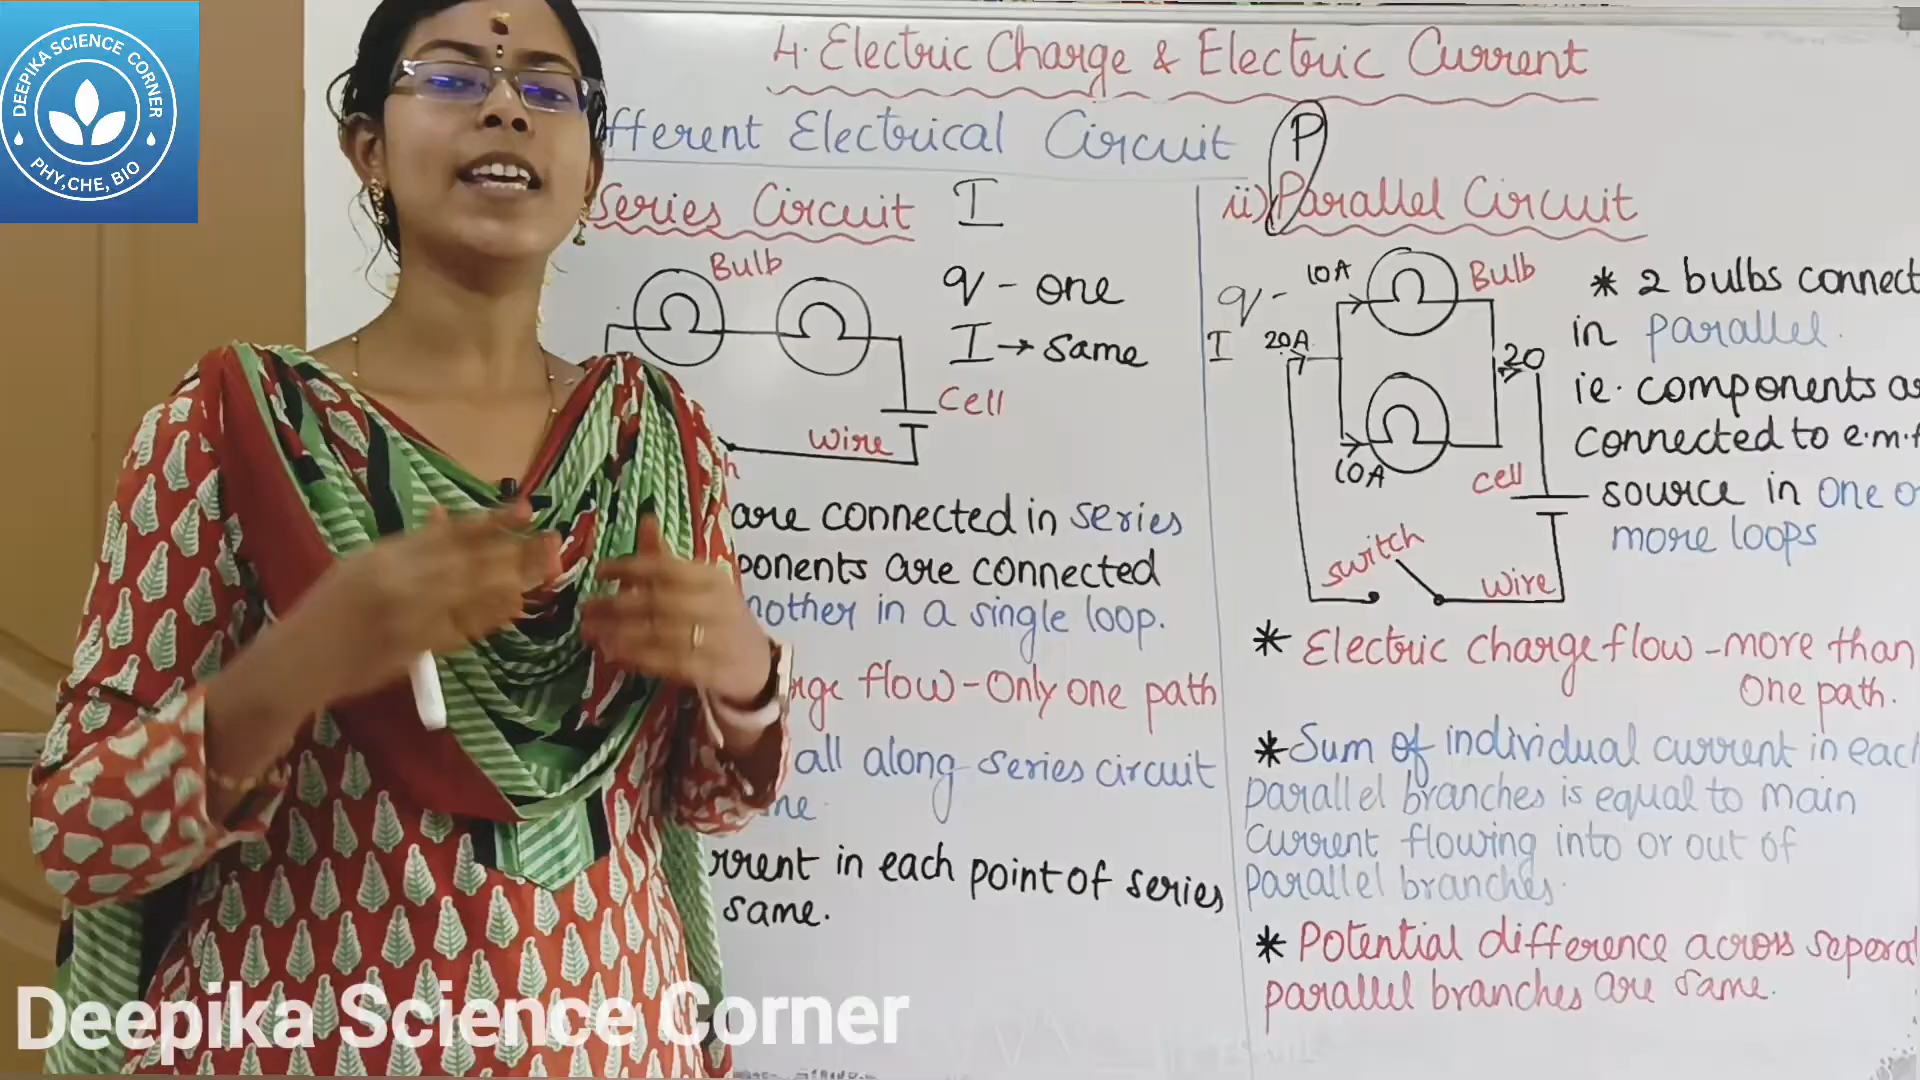 DEEPIKA SCIENCE CORNER
PHY,CHE, BIO
4. Electric Charge & Electric Current
fferent Electrical Circuit
P
Series Circuit I
Bulb
q - one
I → same
Cell
Wire
h
are connected in series
ponents are connected
nother in a single loop.
rge flow - Only one path
all along series circuit
me.
rrent in each point of series
same.
ii) Parallel Circuit
10A
Bulb
q -
I 20A
20
10A
Cell
Switch
Wire
* 2 bulbs connect
in parallel.
ie. components a
connected to e.m.f
source in one o
more loops
* Electric charge flow - more than
One path.
* Sum of individual current in each
parallel branches is equal to main
current flowing into or out of
parallel branches.
* Potential difference across seperat
parallel branches are same.
Deepika Science Corner